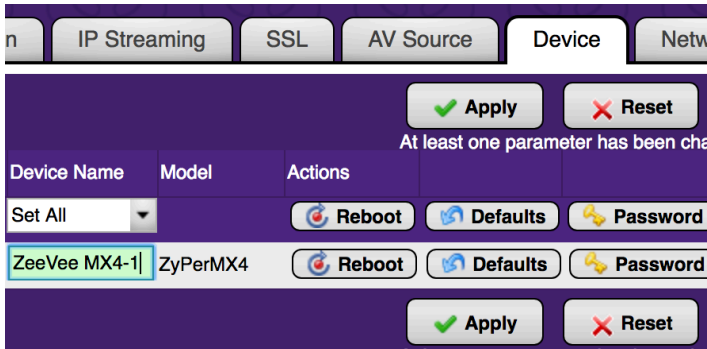 n IP Streaming SSL AV Source Device Netw
Apply Reset
At least one parameter has been cha
Device Name Model Actions
Set All Reboot Defaults Password
ZeeVee MX4-1 ZyPerMX4 Reboot Defaults Password
Apply Reset